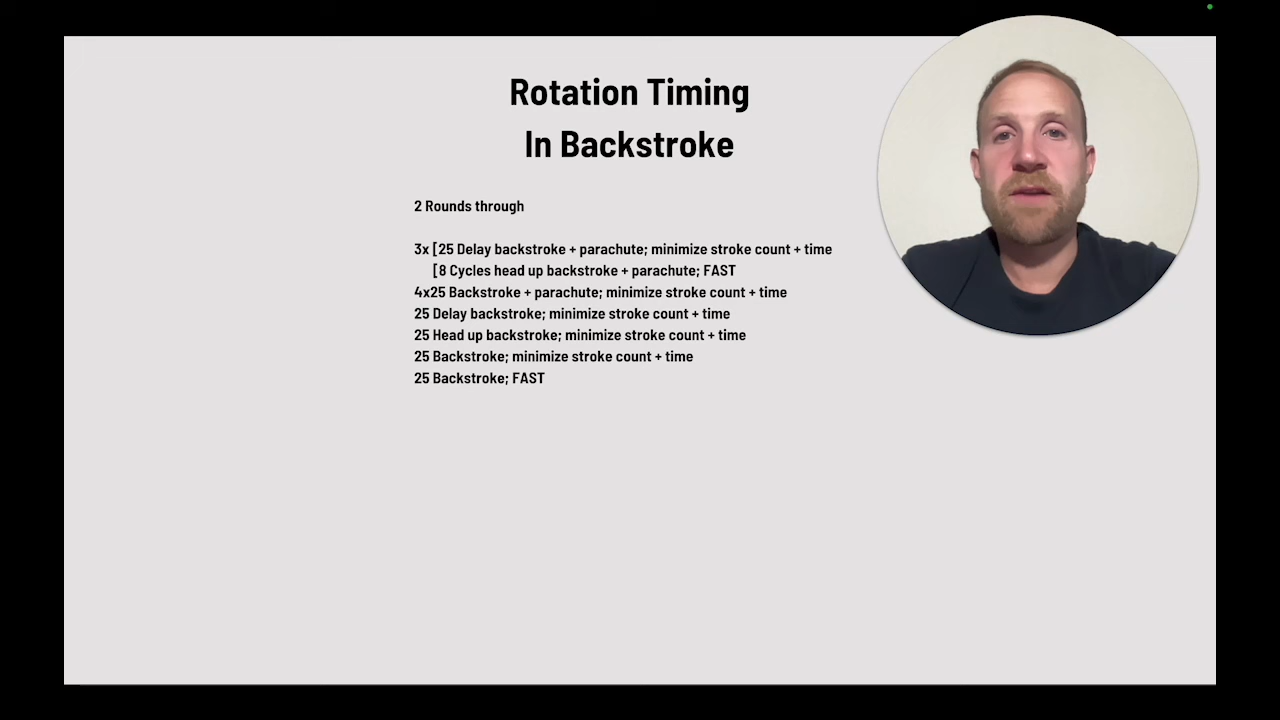 Rotation Timing
In Backstroke
2 Rounds through
3x [25 Delay backstroke + parachute; minimize stroke count + time
[8 Cycles head up backstroke + parachute; FAST
4x25 Backstroke + parachute; minimize stroke count + time
25 Delay backstroke; minimize stroke count + time
25 Head up backstroke; minimize stroke count + time
25 Backstroke; minimize stroke count + time
25 Backstroke; FAST